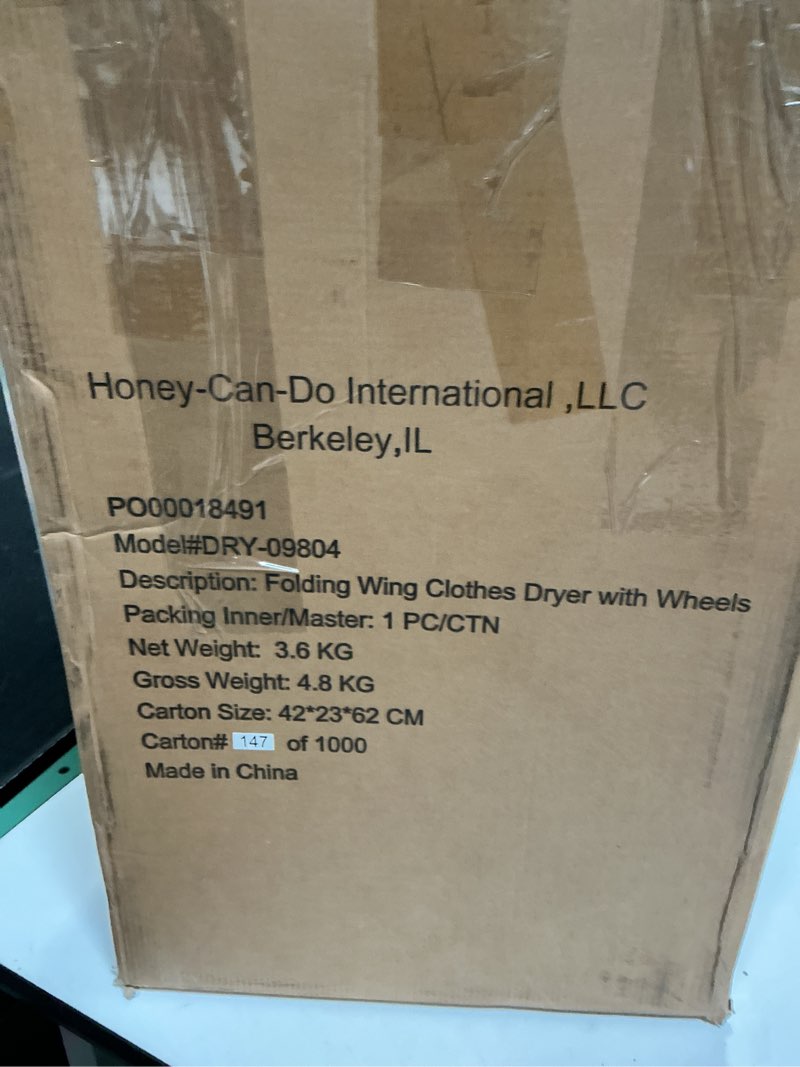 Honey-Can-Do International ,LLC
Berkeley,IL
PO00018491
Model#DRY-09804
Description: Folding Wing Clothes Dryer with Wheels
Packing Inner/Master: 1 PC/CTN
Net Weight: 3.6 KG
Gross Weight: 4.8 KG
Carton Size: 42*23*62 CM
Carton# 147 of 1000
Made in China